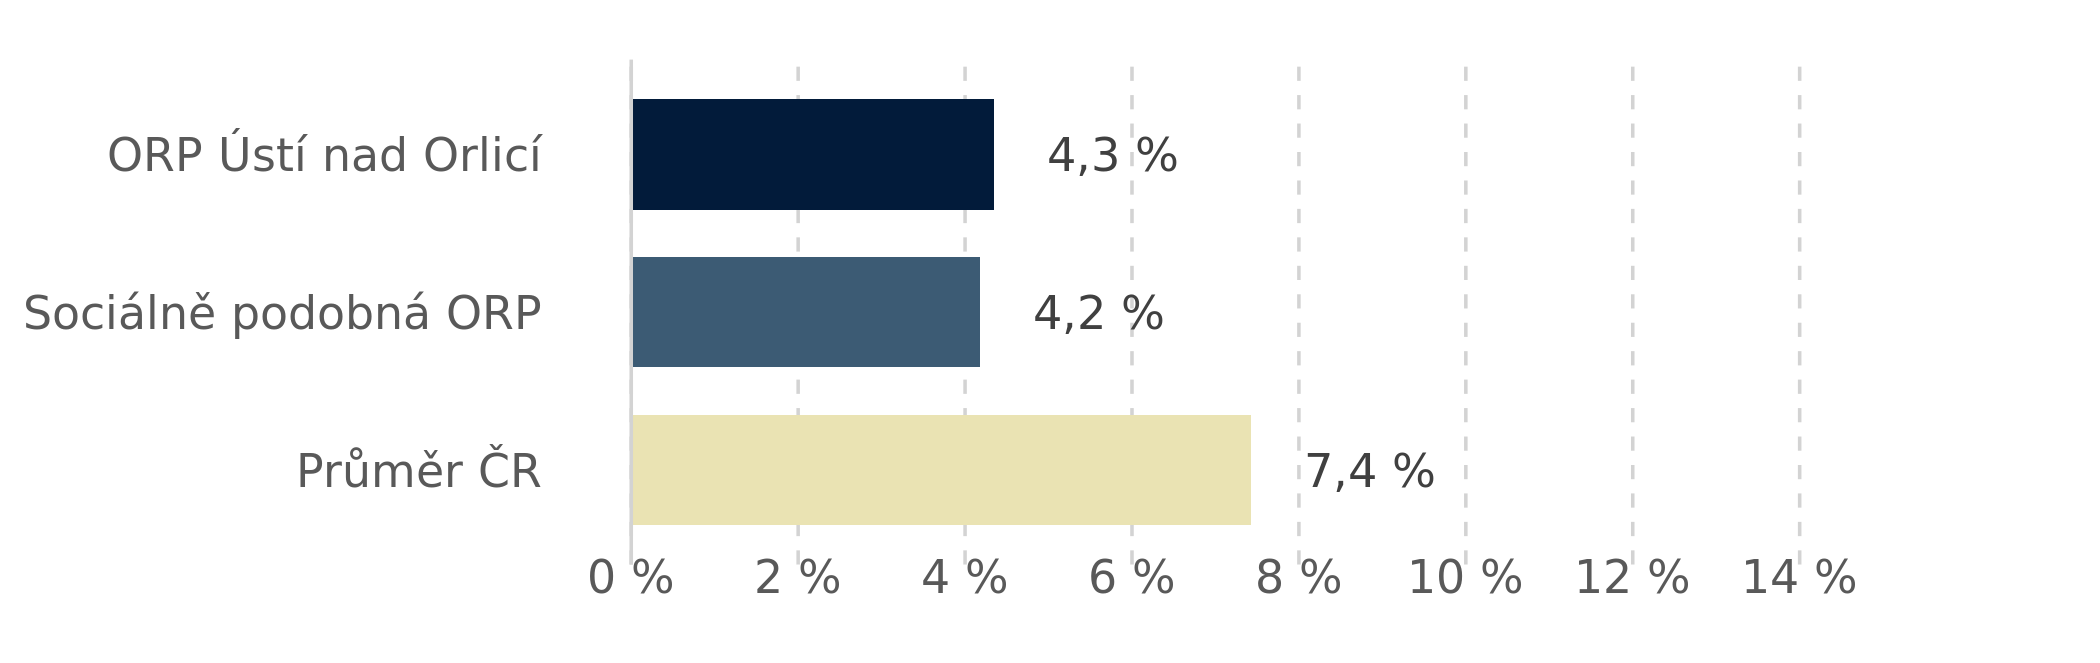 ORP Ústí nad Orlicí 4,3 %
Sociálně podobná ORP 4,2 %
Průměr ČR 7,4 %
0 % 2 % 4 % 6 % 8 % 10 % 12 % 14 %